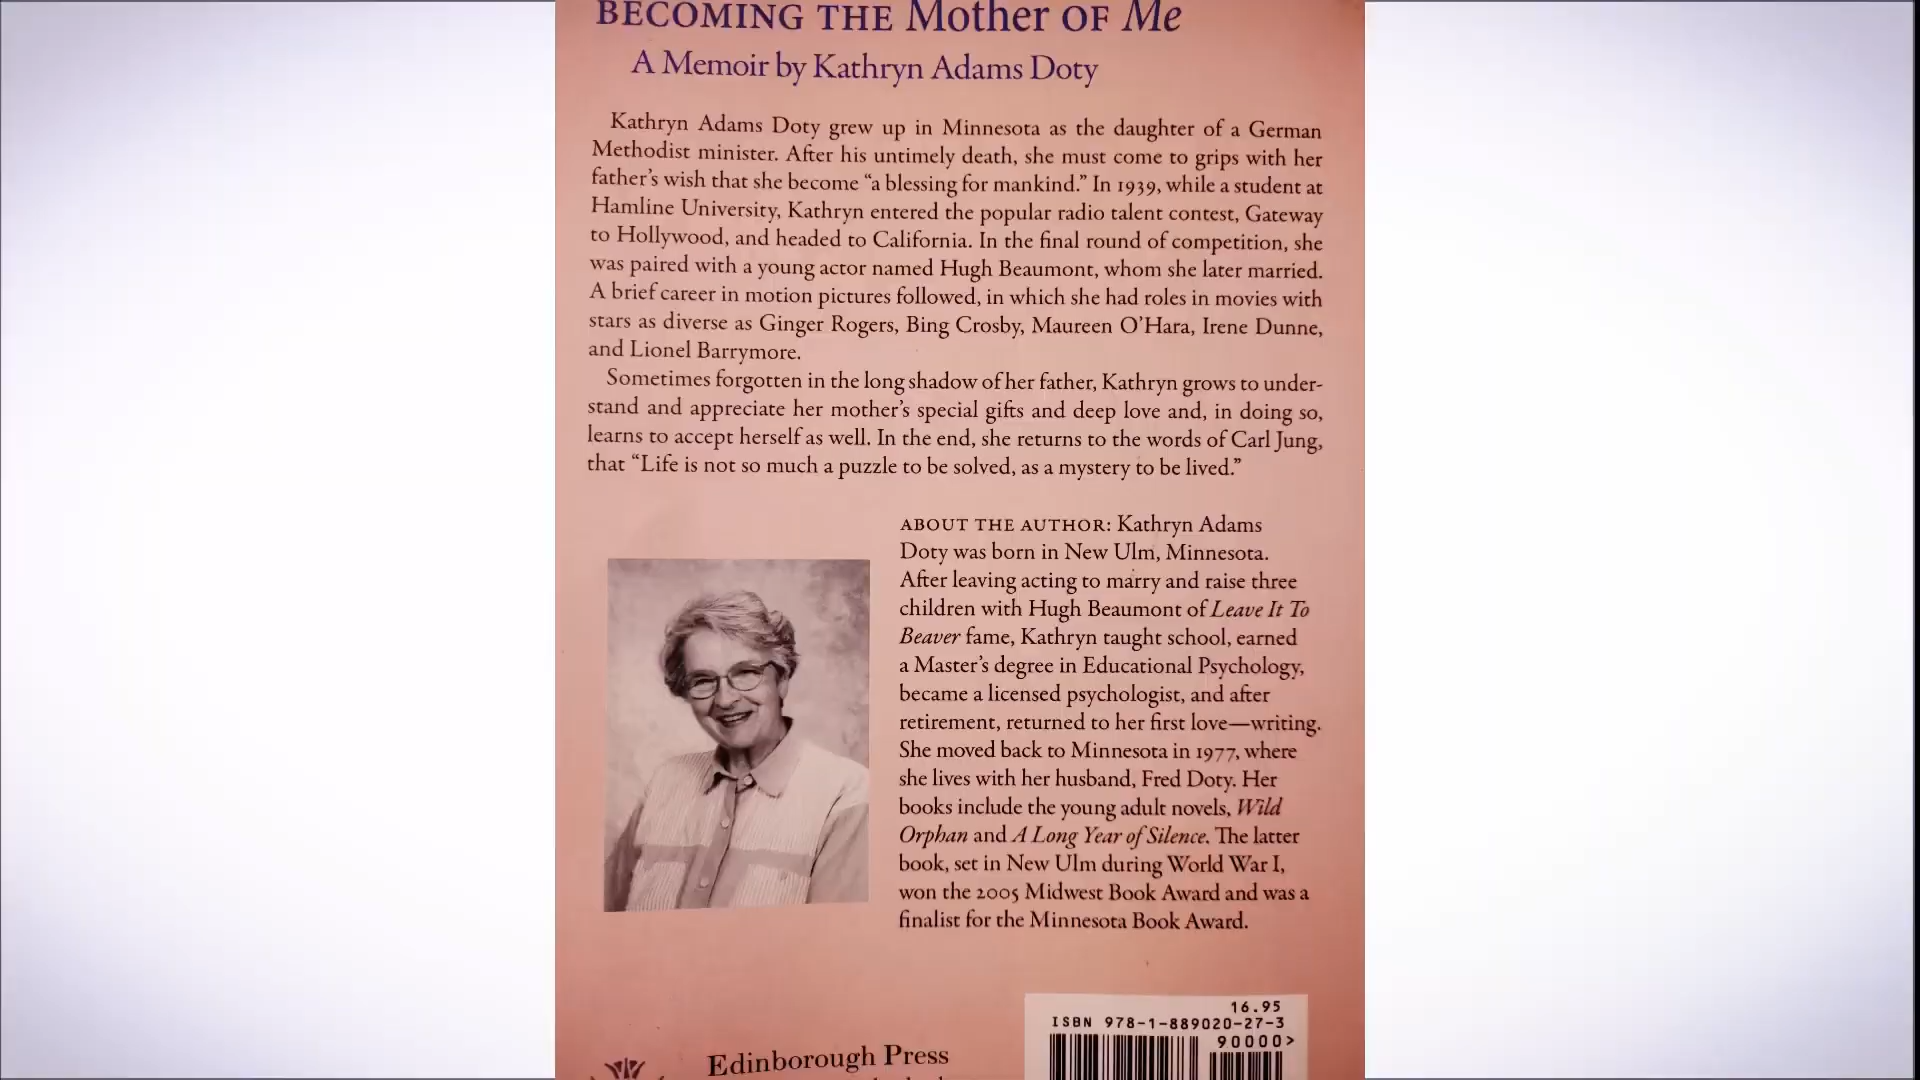 BECOMING THE Mother OF Me
A Memoir by Kathryn Adams Doty
Kathryn Adams Doty grew up in Minnesota as the daughter of a German
Methodist minister. After his untimely death, she must come to grips with her
father's wish that she become “a blessing for mankind.” In 1939, while a student at
Hamline University, Kathryn entered the popular radio talent contest, Gateway
to Hollywood, and headed to California. In the final round of competition, she
was paired with a young actor named Hugh Beaumont, whom she later married.
A brief career in motion pictures followed, in which she had roles in movies with
stars as diverse as Ginger Rogers, Bing Crosby, Maureen O'Hara, Irene Dunne,
and Lionel Barrymore.
Sometimes forgotten in the long shadow of her father, Kathryn grows to under-
stand and appreciate her mother's special gifts and deep love and, in doing so,
learns to accept herself as well. In the end, she returns to the words of Carl Jung,
that “Life is not so much a puzzle to be solved, as a mystery to be lived.”
ABOUT THE AUTHOR: Kathryn Adams
Doty was born in New Ulm, Minnesota.
After leaving acting to marry and raise three
children with Hugh Beaumont of Leave It To
Beaver fame, Kathryn taught school, earned
a Master's degree in Educational Psychology,
became a licensed psychologist, and after
retirement, returned to her first love—writing.
She moved back to Minnesota in 1977, where
she lives with her husband, Fred Doty. Her
books include the young adult novels, Wild
Orphan and A Long Year of Silence. The latter
book, set in New Ulm during World War I,
won the 2005 Midwest Book Award and was a
finalist for the Minnesota Book Award.
16.95
ISBN 978-1-889020-27-3
90000>
Edinborough Press